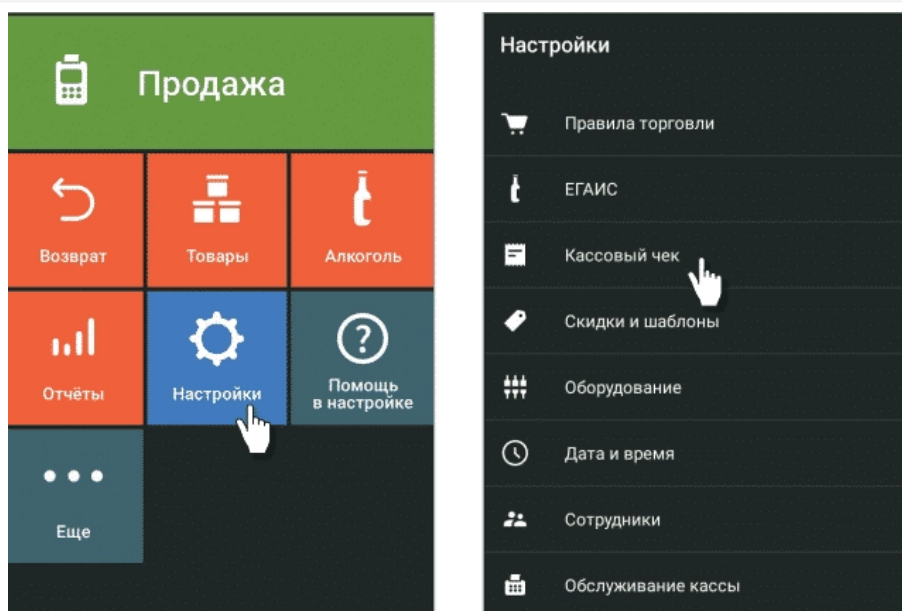 Продажа
Возврат
Товары
Алкоголь
Отчёты
Настройки
Помощь
в настройке
Еще
Настройки
Правила торговли
ЕГАИС
Кассовый чек
Скидки и шаблоны
Оборудование
Дата и время
Сотрудники
Обслуживание кассы